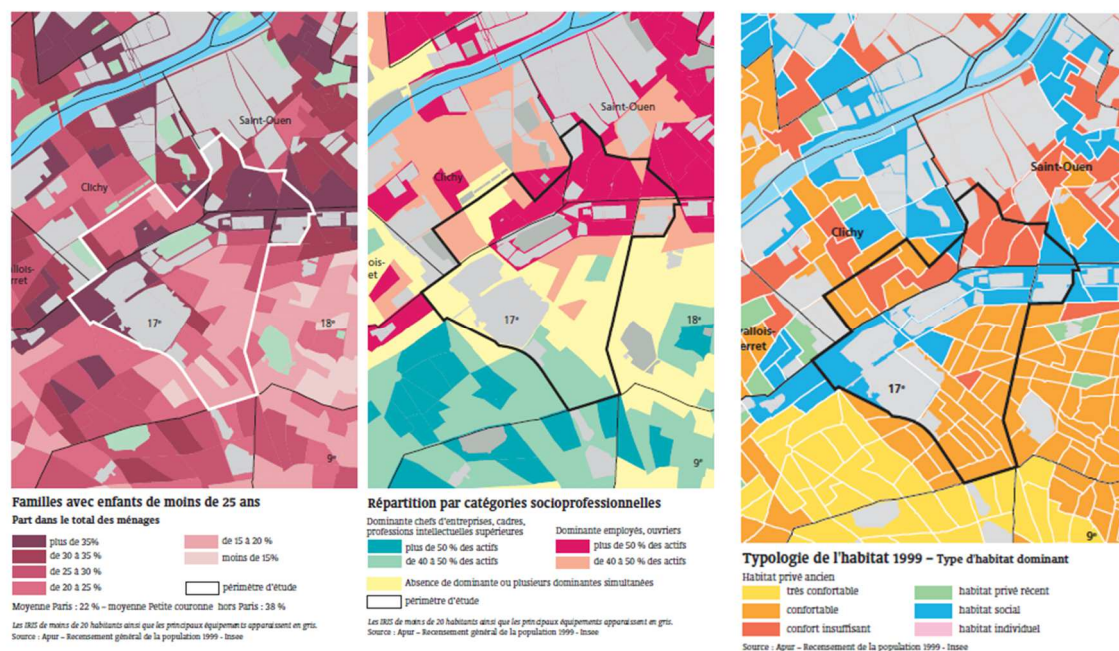 Saint-Ouen
Clichy
allois-
rret
17e
18e
9e
Familles avec enfants de moins de 25 ans
Part dans le total des ménages
plus de 35%
de 30 à 35 %
de 25 à 30 %
de 20 à 25 %
de 15 à 20 %
moins de 15%
périmètre d'étude
Moyenne Paris : 22 % – moyenne Petite couronne hors Paris : 38 %
Les IRIS de moins de 20 habitants ainsi que les principaux équipements apparaissent en gris.
Source : Apur – Recensement général de la population 1999 - Insee
Saint-Ouen
Clichy
ois-
ret
17e
18e
9e
Répartition par catégories socioprofessionnelles
Dominante chefs d'entreprises, cadres,
professions intellectuelles supérieures
plus de 50 % des actifs
de 40 à 50 % des actifs
Dominante employés, ouvriers
plus de 50 % des actifs
de 40 à 50 % des actifs
Absence de dominante ou plusieurs dominantes simultanées
périmètre d'étude
Les IRIS de moins de 20 habitants ainsi que les principaux équipements apparaissent en gris.
Source : Apur – Recensement général de la population 1999 - Insee
Saint-Ouen
Clichy
vallois-
erret
17e
9e
Typologie de l'habitat 1999 – Type d'habitat dominant
Habitat privé ancien
très confortable
confortable
confort insuffisant
habitat privé récent
habitat social
habitat individuel
Source : Apur – Recensement de la population 1999 - Insee